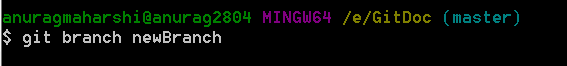 anuragmaharshi@anurag2804 MINGW64 /e/GitDoc (master)
$ git branch newBranch